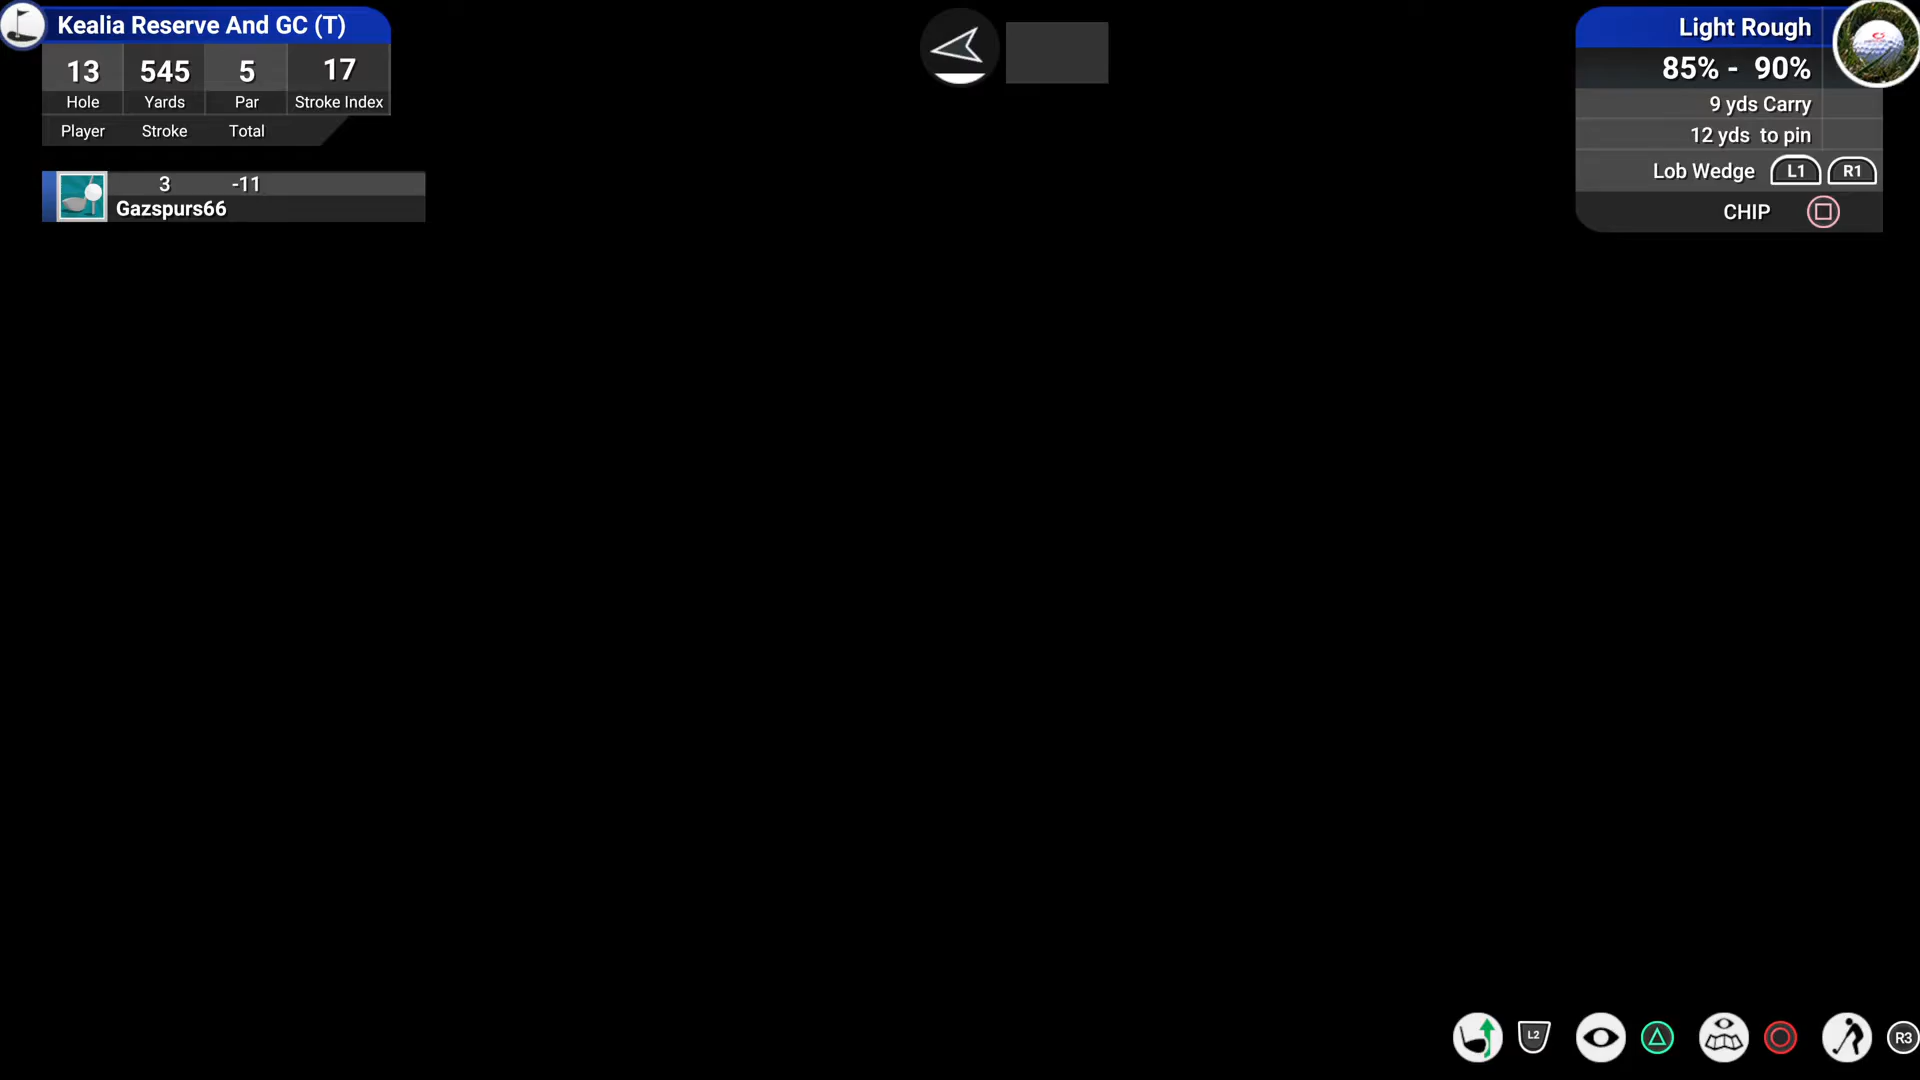 Kealia Reserve And GC (T)
13 545 5 17
Hole Yards Par Stroke Index
Player Stroke Total
3 -11
Gazspurs66
Light Rough
85% - 90%
9 yds Carry
12 yds to pin
Lob Wedge L1 R1
CHIP
L2 R3